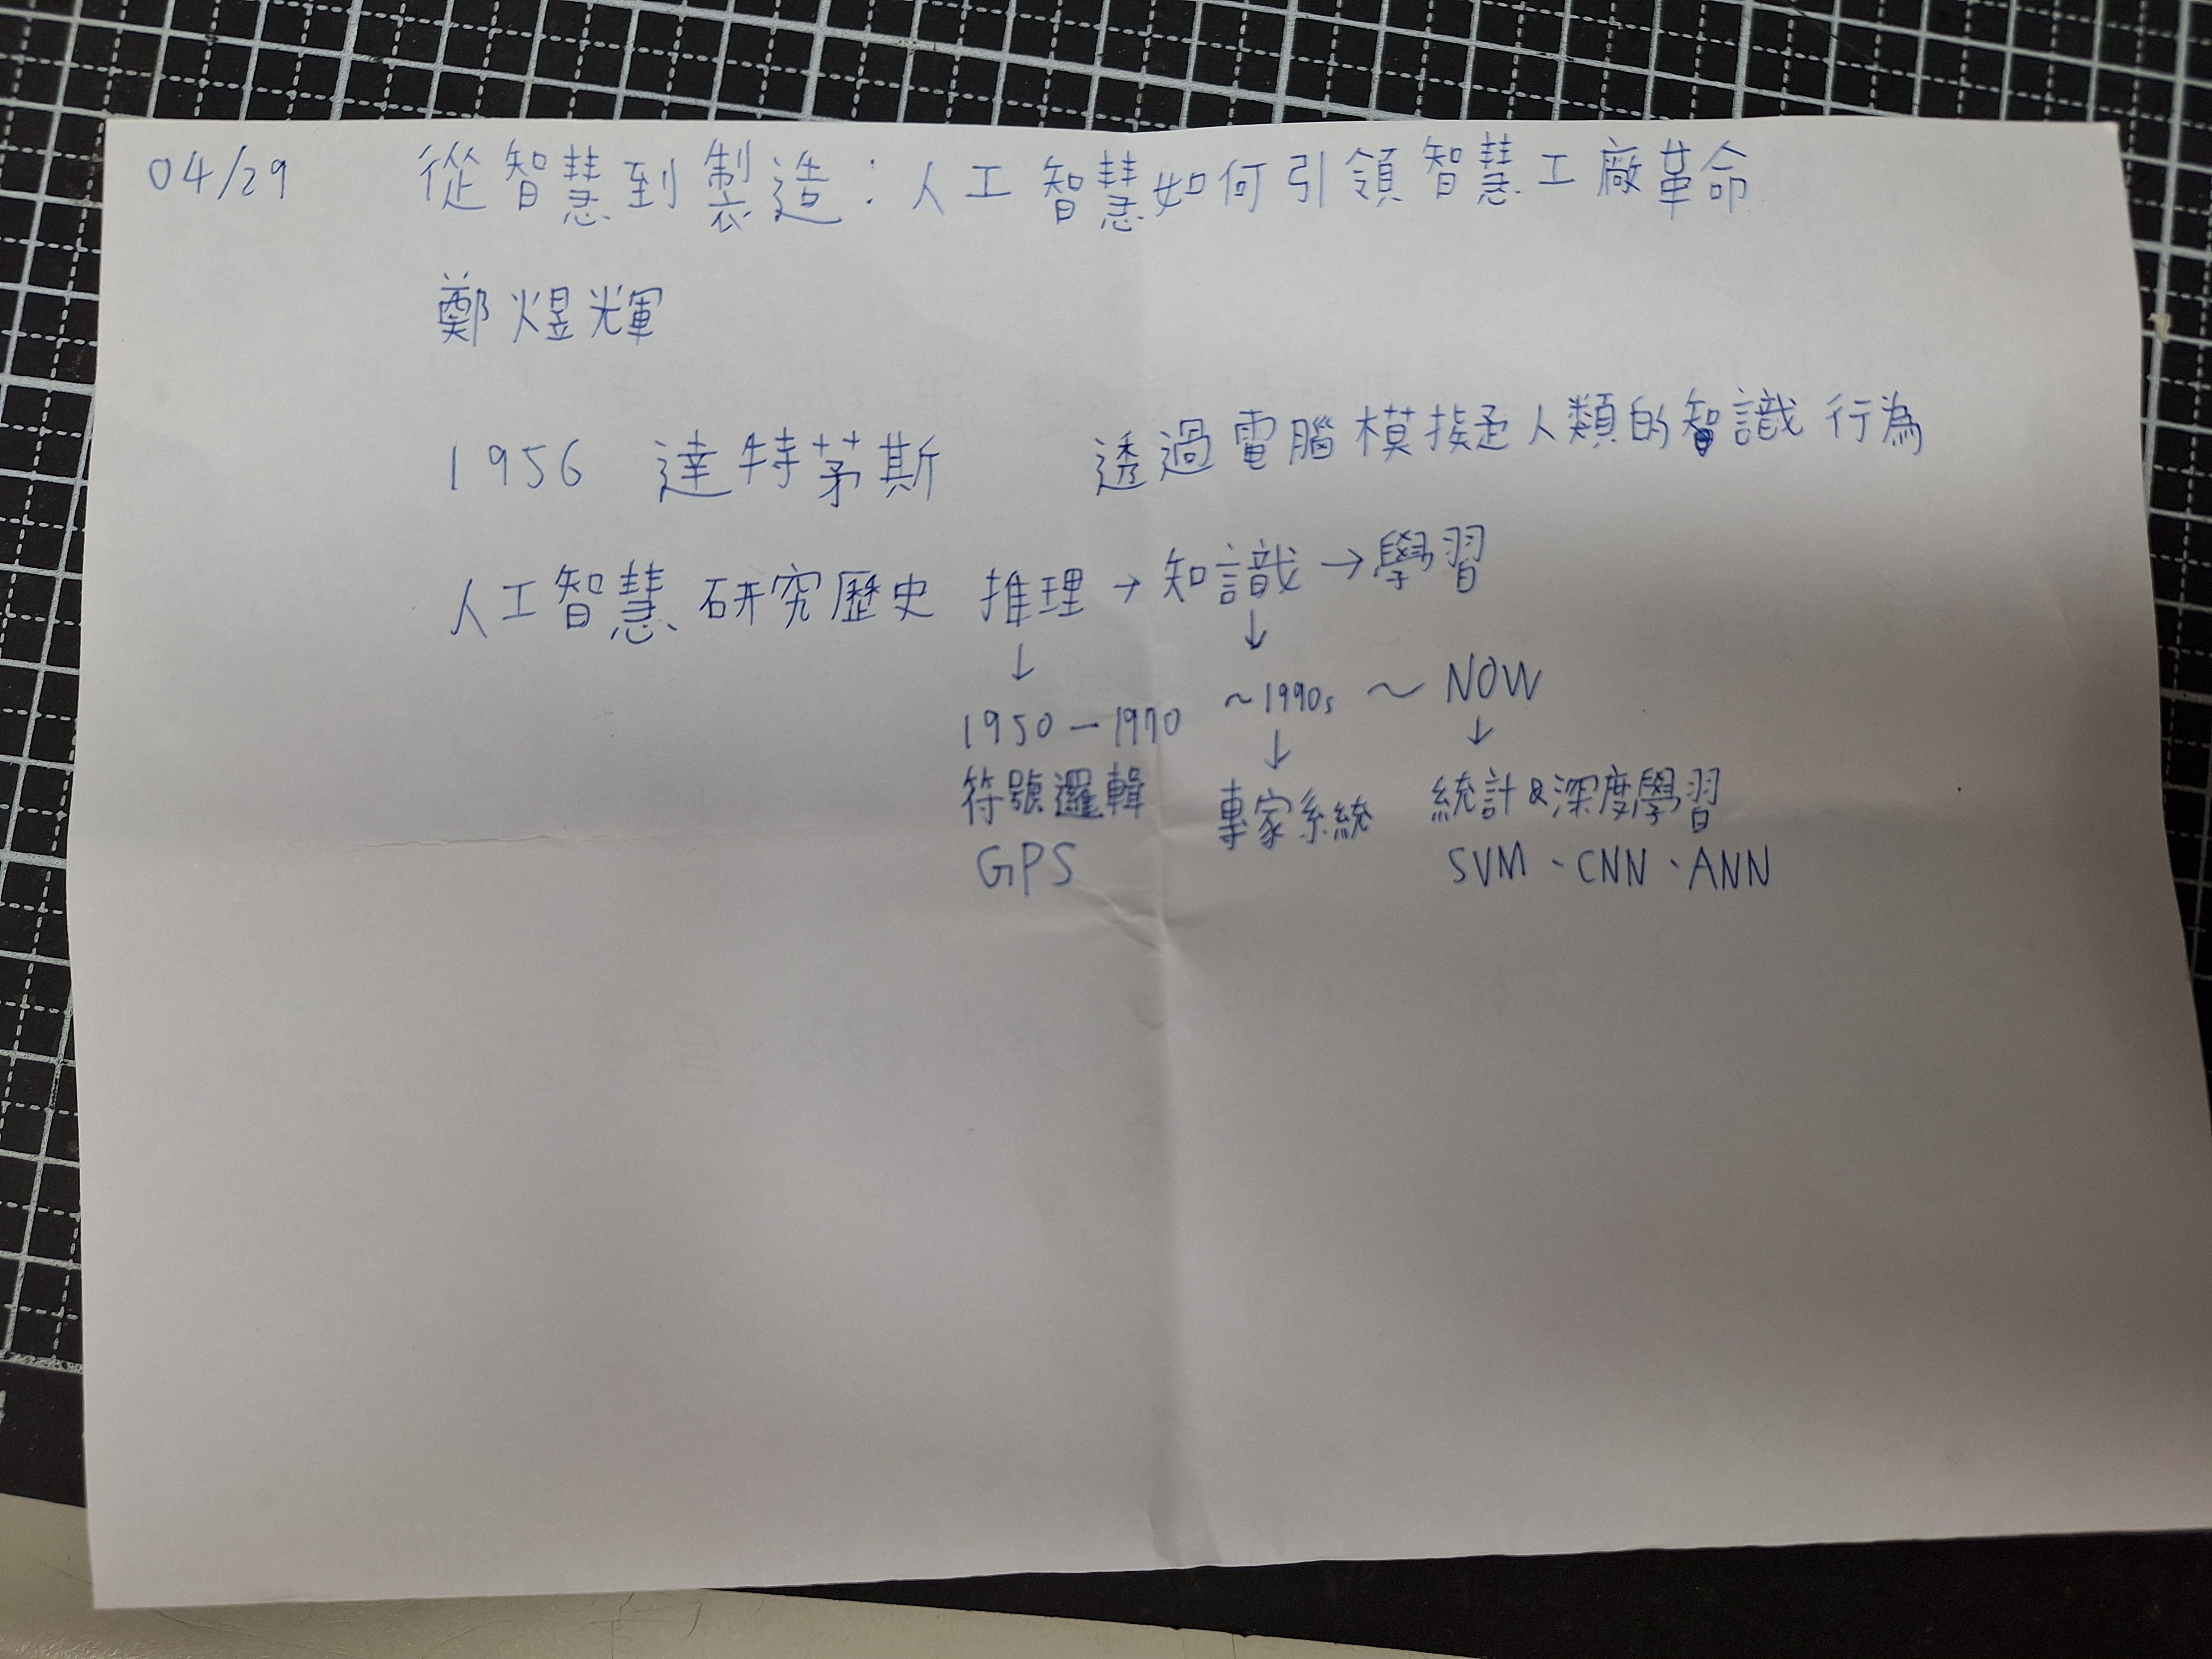 04/29 從智慧到製造：人工智慧如何引領智慧工廠革命
鄭煜輝
1956 達特茅斯 透過電腦模擬人類的智識行為
人工智慧研究歷史 推理→知識→學習
↓ ↓
1950－1970 ~1990s ~ NOW
↓ ↓
符號邏輯 專家系統 統計&深度學習
GPS SVM、CNN、ANN